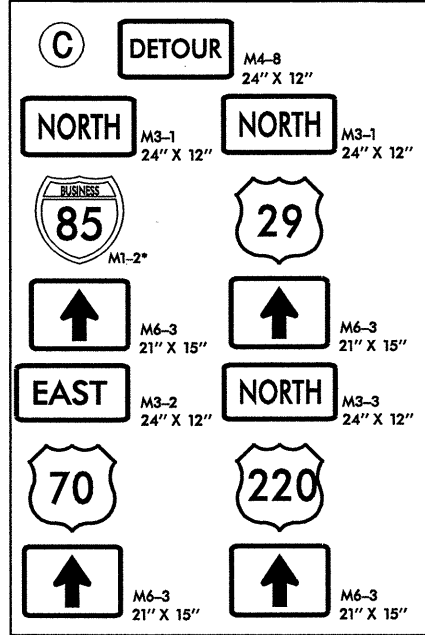 C
DETOUR
M4-8
24" X 12"
NORTH
M3-1
24" X 12"
NORTH
M3-1
24" X 12"
BUSINESS
85
M1-2*
29
M6-3
21" X 15"
M6-3
21" X 15"
EAST
M3-2
24" X 12"
NORTH
M3-3
24" X 12"
70
220
M6-3
21" X 15"
M6-3
21" X 15"